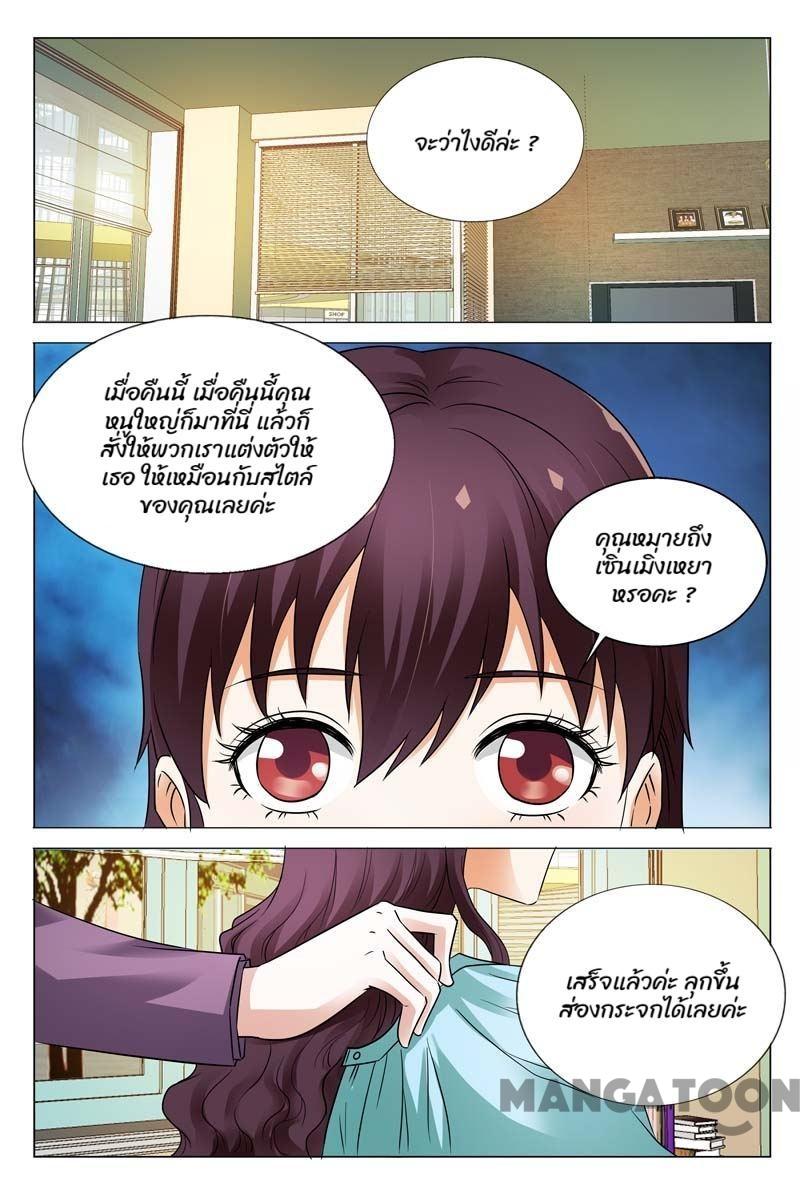 จะว่าไงดีล่ะ ?
SHOP
เมื่อคืนนี้ เมื่อคืนนี้คุณ
หนูใหญ่ก็มาที่นี่ แล้วก็
สั่งให้พวกเราแต่งตัวให้
เธอ ให้เหมือนกับสไตล์
ของคุณเลยค่ะ
คุณหมายถึง
เซิ่นเมิ่งเหยา
หรอคะ ?
เสร็จแล้วค่ะ ลุกขึ้น
ส่องกระจกได้เลยค่ะ
MANGATOON